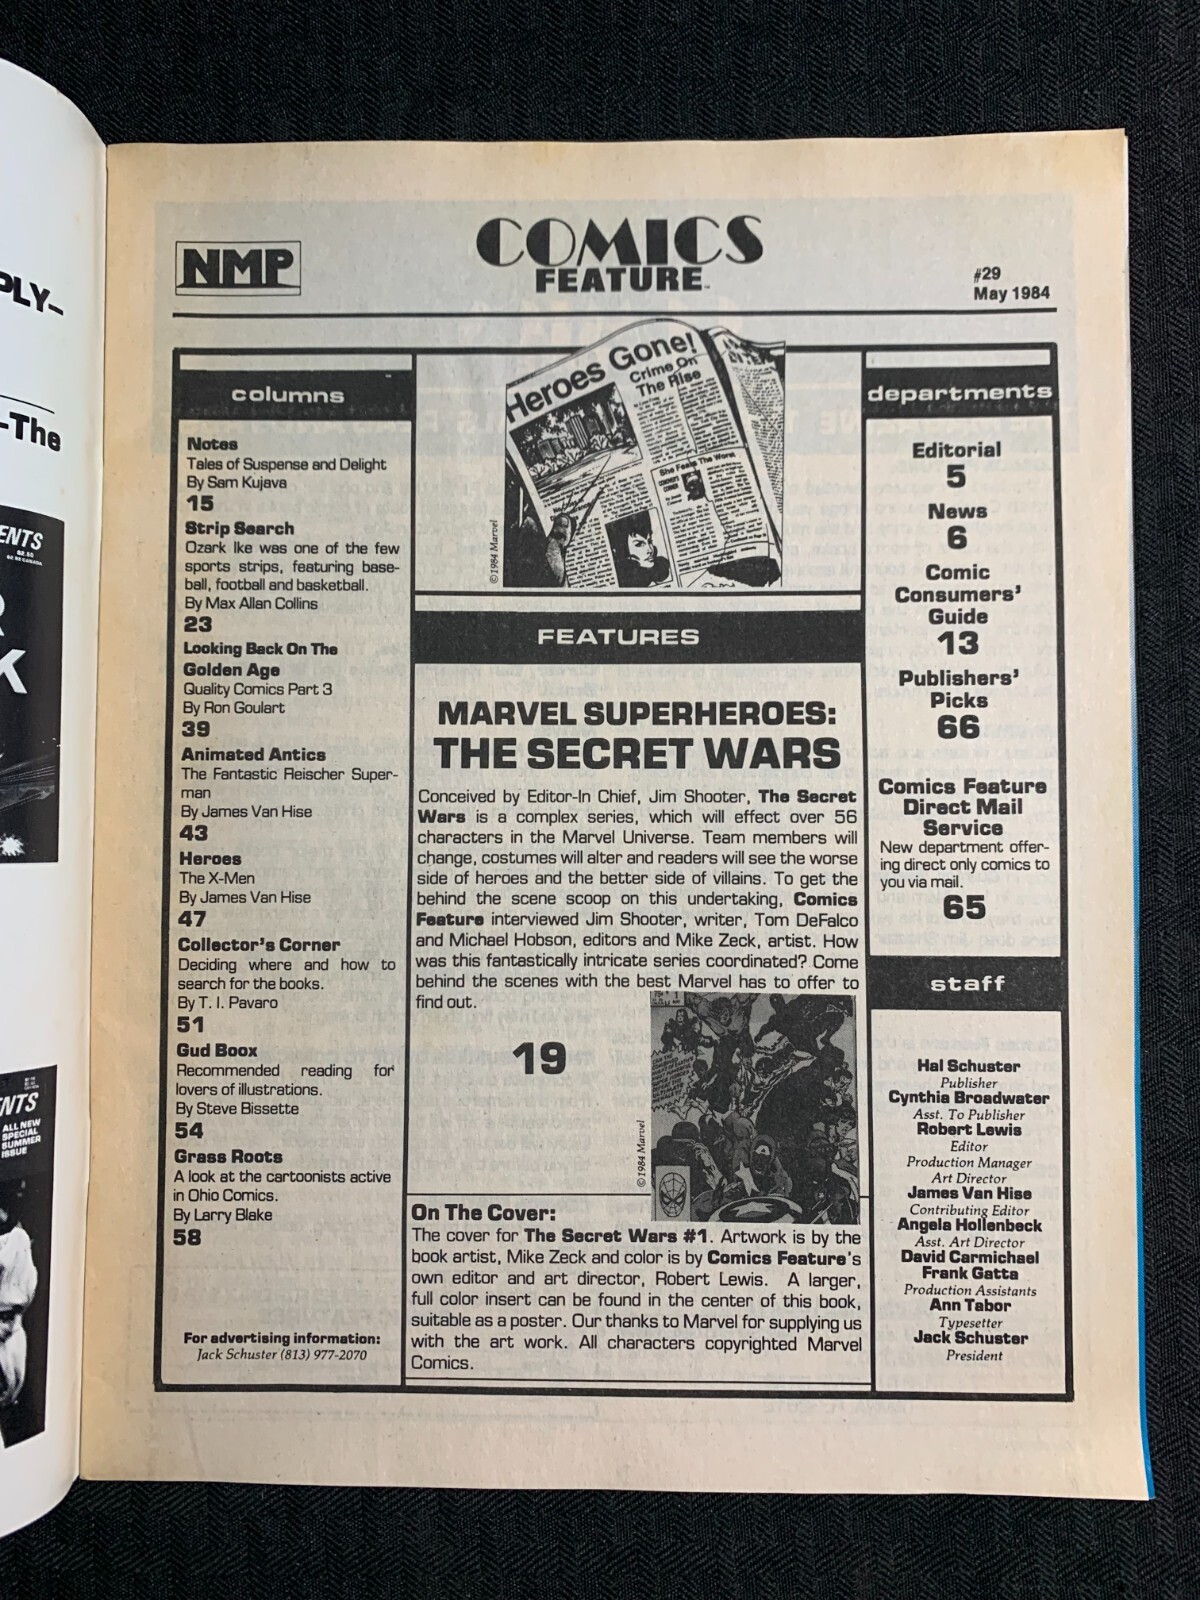 PLY–
–The
ENTS
$2.50
K
NTS
ALL NEW
SPECIAL
SUMMER
ISSUE
NMP
COMICS
FEATURE™
#29
May 1984
columns
Notes
Tales of Suspense and Delight
By Sam Kujava
15
Strip Search
Ozark Ike was one of the few
sports strips, featuring base-
ball, football and basketball.
By Max Allan Collins
23
Looking Back On The
Golden Age
Quality Comics Part 3
By Ron Goulart
39
Animated Antics
The Fantastic Fleischer Super-
man
By James Van Hise
43
Heroes
The X-Men
By James Van Hise
47
Collector's Corner
Deciding where and how to
search for the books.
By T. I. Pavaro
51
Gud Boox
Recommended reading for
lovers of illustrations.
By Steve Bissette
54
Grass Roots
A look at the cartoonists active
in Ohio Comics.
By Larry Blake
58
For advertising information:
Jack Schuster (813) 977-2070
Heroes Gone!
Crime On
The Rise
She Fears The Worst
©1984 Marvel
FEATURES
MARVEL SUPERHEROES:
THE SECRET WARS
Conceived by Editor-In Chief, Jim Shooter, The Secret
Wars is a complex series, which will effect over 56
characters in the Marvel Universe. Team members will
change, costumes will alter and readers will see the worse
side of heroes and the better side of villains. To get the
behind the scene scoop on this undertaking, Comics
Feature interviewed Jim Shooter, writer, Tom DeFalco
and Michael Hobson, editors and Mike Zeck, artist. How
was this fantastically intricate series coordinated? Come
behind the scenes with the best Marvel has to offer to
find out.
19
©1984 Marvel
On The Cover:
The cover for The Secret Wars #1. Artwork is by the
book artist, Mike Zeck and color is by Comics Feature's
own editor and art director, Robert Lewis. A larger,
full color insert can be found in the center of this book,
suitable as a poster. Our thanks to Marvel for supplying us
with the art work. All characters copyrighted Marvel
Comics.
departments
Editorial
5
News
6
Comic
Consumers'
Guide
13
Publishers'
Picks
66
Comics Feature
Direct Mail
Service
New department offer-
ing direct only comics to
you via mail.
65
staff
Hal Schuster
Publisher
Cynthia Broadwater
Asst. To Publisher
Robert Lewis
Editor
Production Manager
Art Director
James Van Hise
Contributing Editor
Angela Hollenbeck
Asst. Art Director
David Carmichael
Frank Gatta
Production Assistants
Ann Tabor
Typesetter
Jack Schuster
President